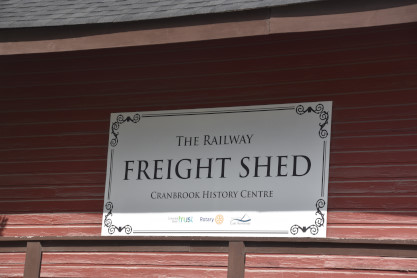 THE RAILWAY
FREIGHT SHED
CRANBROOK HISTORY CENTRE
Rotary